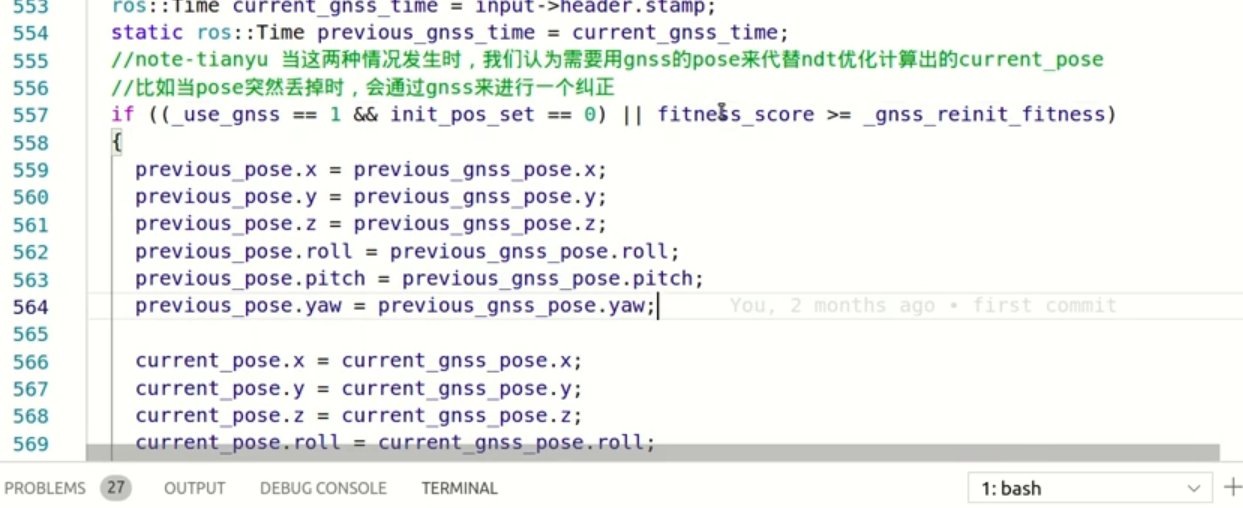 553 ros::Time current_gnss_time = input->header.stamp;
554 static ros::Time previous_gnss_time = current_gnss_time;
555 //note-tianyu 当这两种情况发生时，我们认为需要用gnss的pose来代替ndt优化计算出的current_pose
556 //比如当pose突然丢掉时，会通过gnss来进行一个纠正
557 if ((_use_gnss == 1 && init_pos_set == 0) || fitness_score >= _gnss_reinit_fitness)
558 {
559 previous_pose.x = previous_gnss_pose.x;
560 previous_pose.y = previous_gnss_pose.y;
561 previous_pose.z = previous_gnss_pose.z;
562 previous_pose.roll = previous_gnss_pose.roll;
563 previous_pose.pitch = previous_gnss_pose.pitch;
564 previous_pose.yaw = previous_gnss_pose.yaw; You, 2 months ago • first commit
565
566 current_pose.x = current_gnss_pose.x;
567 current_pose.y = current_gnss_pose.y;
568 current_pose.z = current_gnss_pose.z;
569 current_pose.roll = current_gnss_pose.roll;
PROBLEMS 27 OUTPUT DEBUG CONSOLE TERMINAL 1: bash